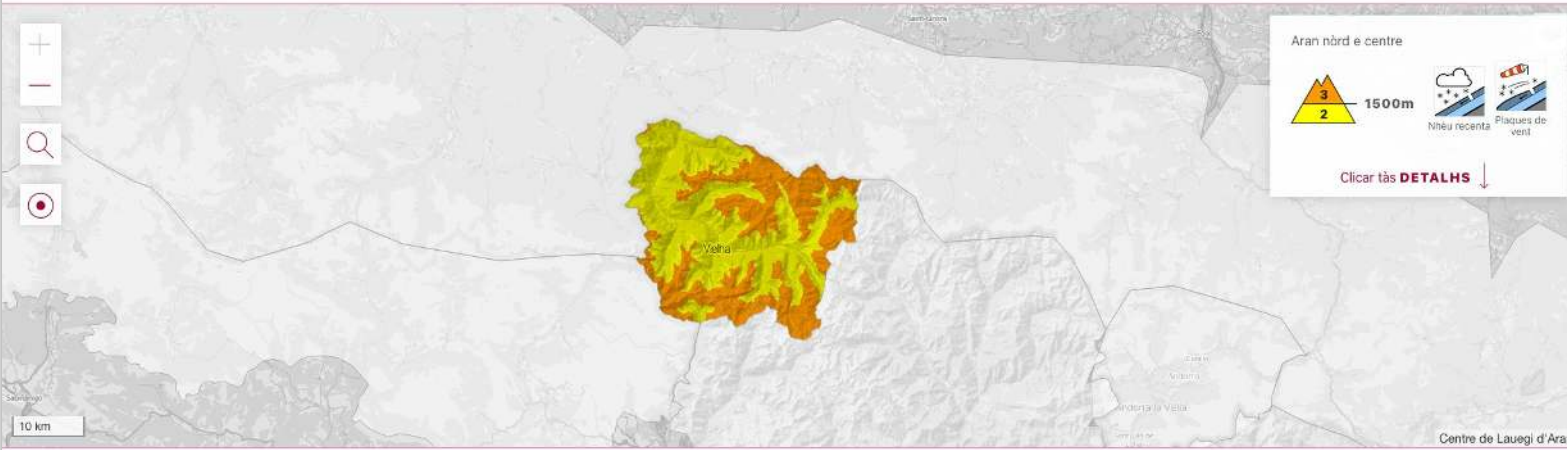 Aran nòrd e centre
3
2
1500m
Nhèu recenta
Plaques de
vent
Clicar tàs DETALHS
Vielha
Andorra la Vella
10 km
Centre de Lauegi d'Ara